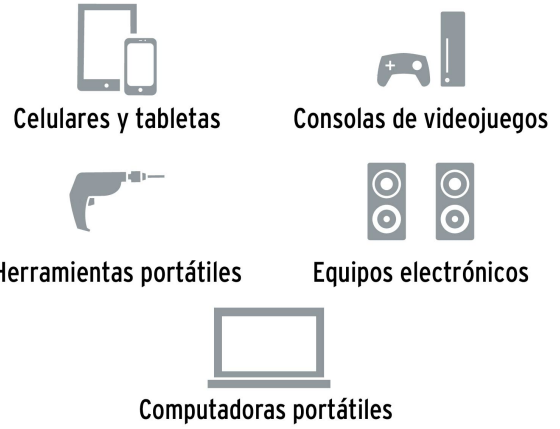 Celulares y tabletas
Consolas de videojuegos
Herramientas portátiles
Equipos electrónicos
Computadoras portátiles